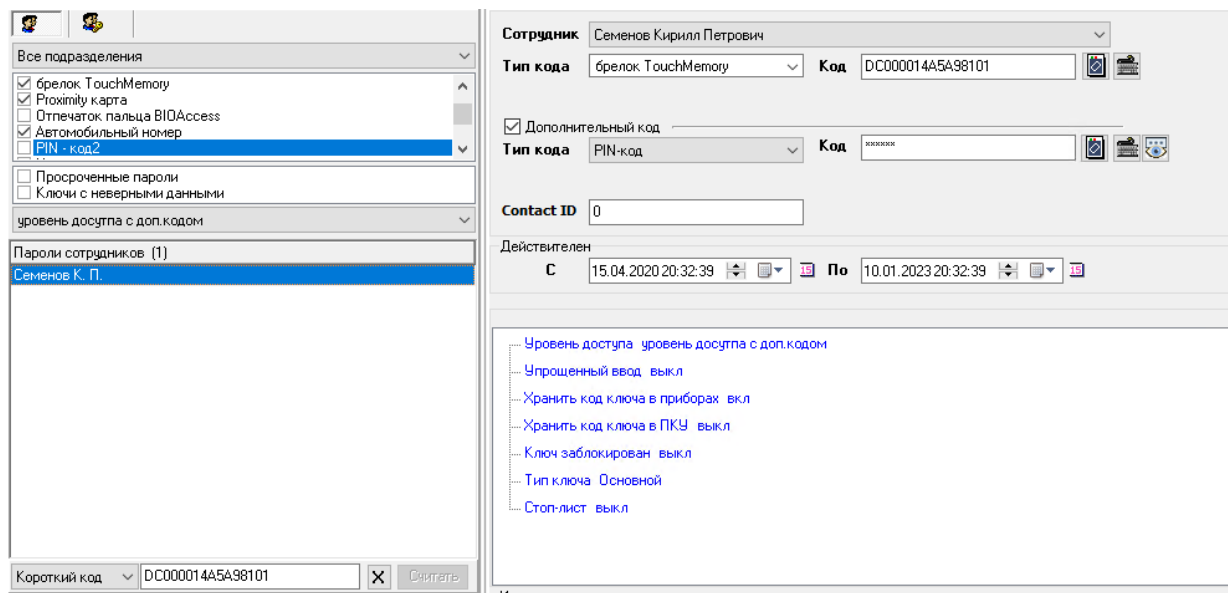 Все подразделения
брелок TouchMemory
Proximity карта
Отпечаток пальца BIOAccess
Автомобильный номер
PIN - код2
Просроченные пароли
Ключи с неверными данными
уровень досутпа с доп.кодом
Пароли сотрудников (1)
Семенов К. П.
Короткий код DC000014A5A98101 X Считать
Сотрудник Семенов Кирилл Петрович
Тип кода брелок TouchMemory Код DC000014A5A98101
Дополнительный код
Тип кода PIN-код Код ××××××
Contact ID 0
Действителен
С 15.04.2020 20:32:39 15 По 10.01.2023 20:32:39 15
Уровень доступа уровень досутпа с доп.кодом
Упрощенный ввод выкл
Хранить код ключа в приборах вкл
Хранить код ключа в ПКУ выкл
Ключ заблокирован выкл
Тип ключа Основной
Стоп-лист выкл